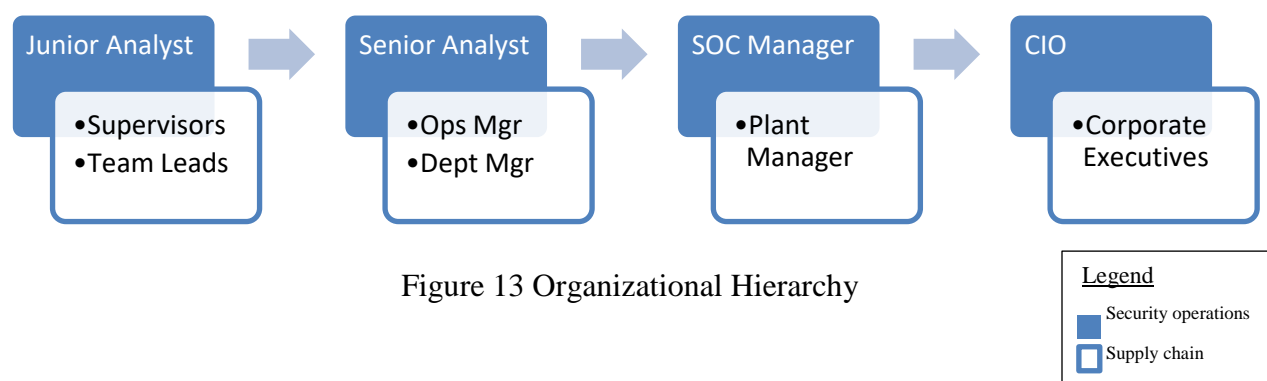 Junior Analyst
•Supervisors
•Team Leads
Senior Analyst
•Ops Mgr
•Dept Mgr
SOC Manager
•Plant
Manager
CIO
•Corporate
Executives
Figure 13 Organizational Hierarchy
Legend
Security operations
Supply chain